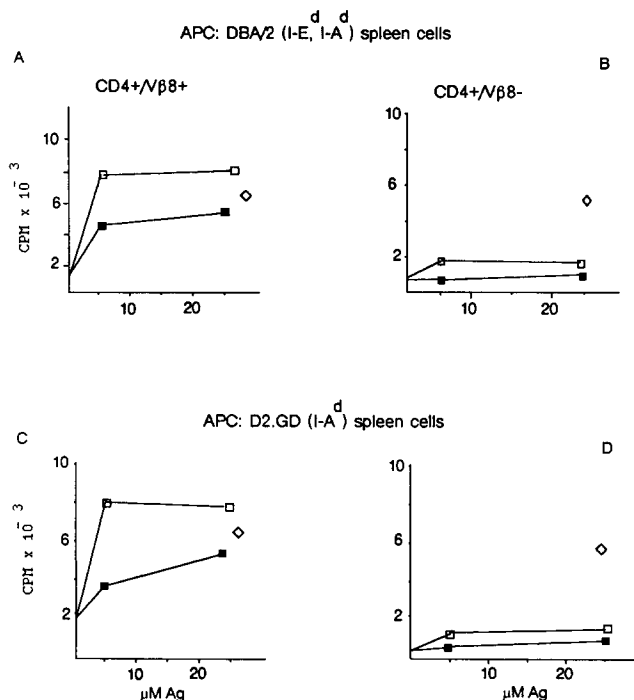 APC: DBA/2 (I-E^d, I-A^d) spleen cells
A
B
CD4+/Vβ8+
CD4+/Vβ8-
10
6
2
CPM x 10^-3
10
20
10
6
2
10
20
APC: D2.GD (I-A^d) spleen cells
C
D
10
6
2
CPM x 10^-3
10
20
µM Ag
10
6
2
10
20
µM Ag